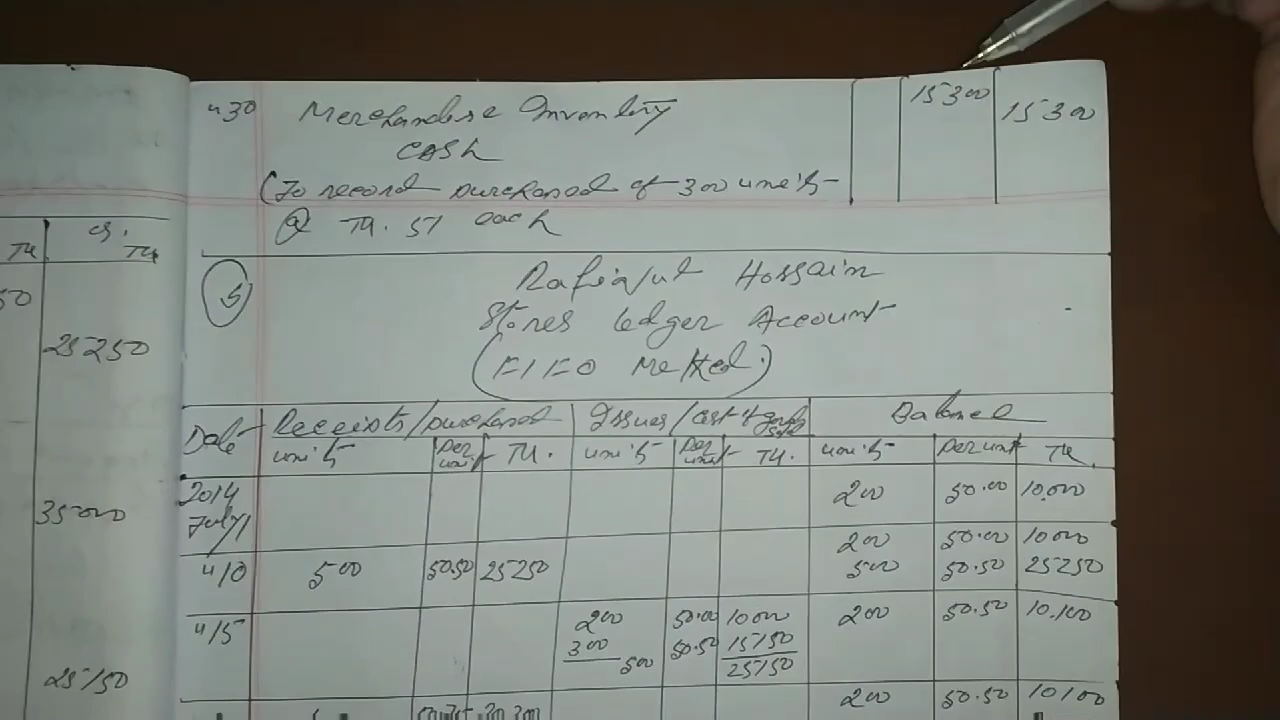 "30 Merchandise Inventory 15300
CASH 15300
(To record purchased of 300 units
@ TK. 51 each
Tk cr. Tk
50
25250
35000
25150
5
Rafiqul Hossain
Stores Ledger Account
(FIFO Method)
Date Receipts/purchased Issues/cost of goods sold Balance
units Per unit TK. units Per unit TK. units Per unit TK.
2014 July/1 200 50.00 10,000
200 50.00 10000
"10 500 50.50 25250 500 50.50 25250
"15 200 50.00 10000 200 50.50 10,100
300 50.50 15150
500 25150
200 50.50 10100